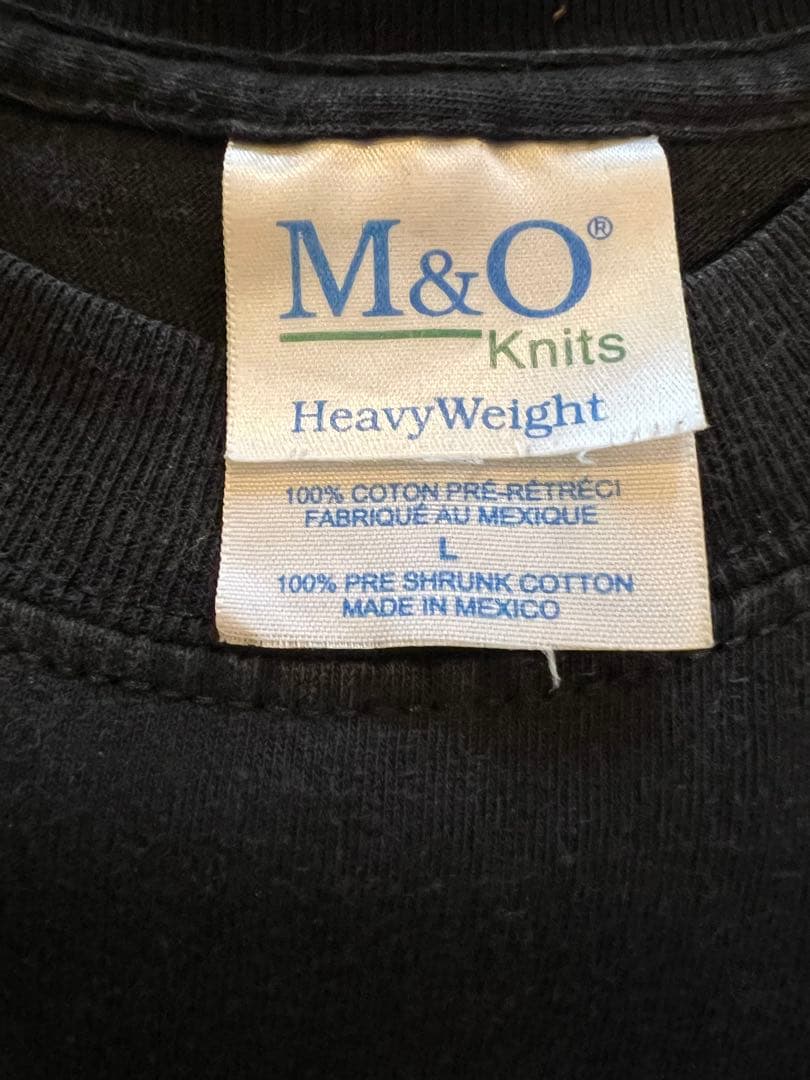 M&O®
Knits
HeavyWeight
100% COTON PRÉ-RÉTRÉCI
FABRIQUÉ AU MEXIQUE
L
100% PRE SHRUNK COTTON
MADE IN MEXICO